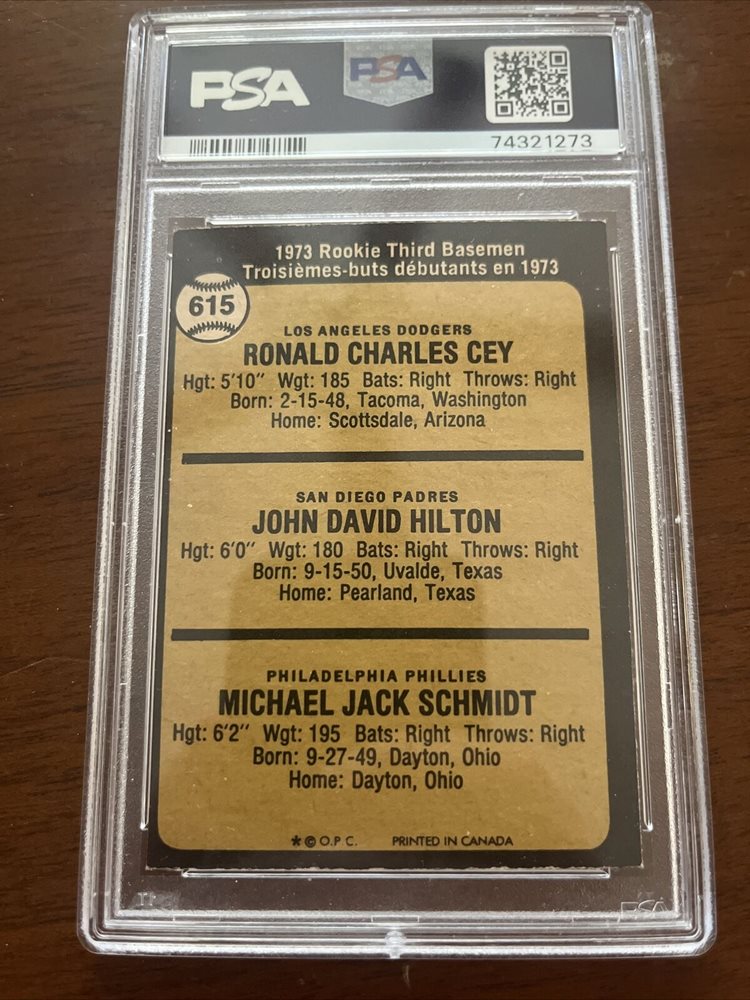 PSA PSA
74321273
1973 Rookie Third Basemen
Troisièmes-buts débutants en 1973
615
LOS ANGELES DODGERS
RONALD CHARLES CEY
Hgt: 5'10" Wgt: 185 Bats: Right Throws: Right
Born: 2-15-48, Tacoma, Washington
Home: Scottsdale, Arizona
SAN DIEGO PADRES
JOHN DAVID HILTON
Hgt: 6'0" Wgt: 180 Bats: Right Throws: Right
Born: 9-15-50, Uvalde, Texas
Home: Pearland, Texas
PHILADELPHIA PHILLIES
MICHAEL JACK SCHMIDT
Hgt: 6'2" Wgt: 195 Bats: Right Throws: Right
Born: 9-27-49, Dayton, Ohio
Home: Dayton, Ohio
* © O.P.C. PRINTED IN CANADA
PSA